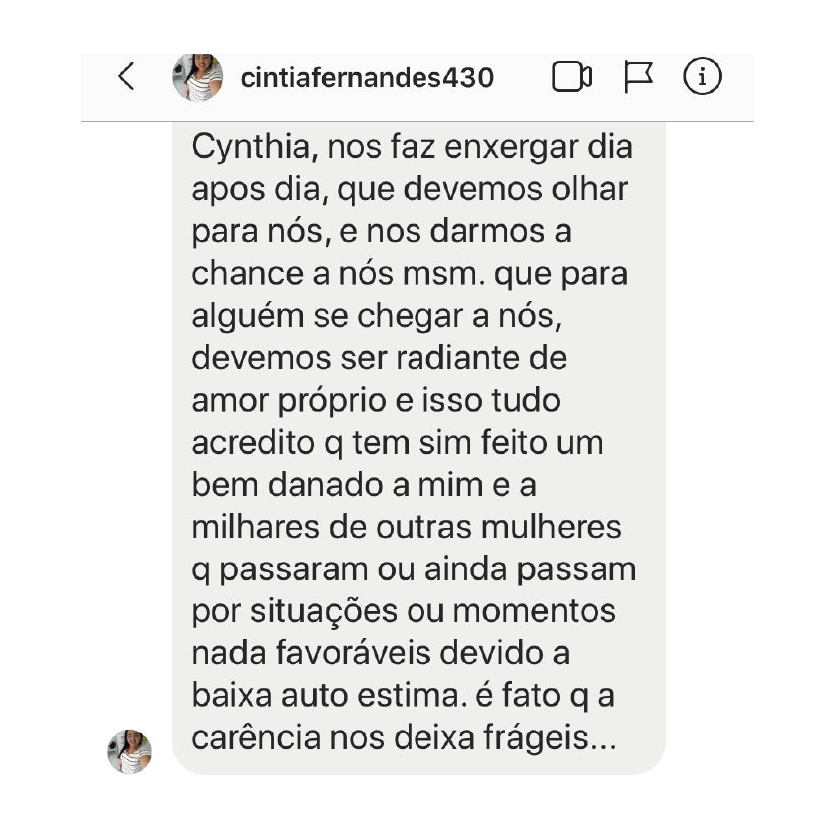 cintiafernandes430
Cynthia, nos faz enxergar dia
apos dia, que devemos olhar
para nós, e nos darmos a
chance a nós msm. que para
alguém se chegar a nós,
devemos ser radiante de
amor próprio e isso tudo
acredito q tem sim feito um
bem danado a mim e a
milhares de outras mulheres
q passaram ou ainda passam
por situações ou momentos
nada favoráveis devido a
baixa auto estima. é fato q a
carência nos deixa frágeis...